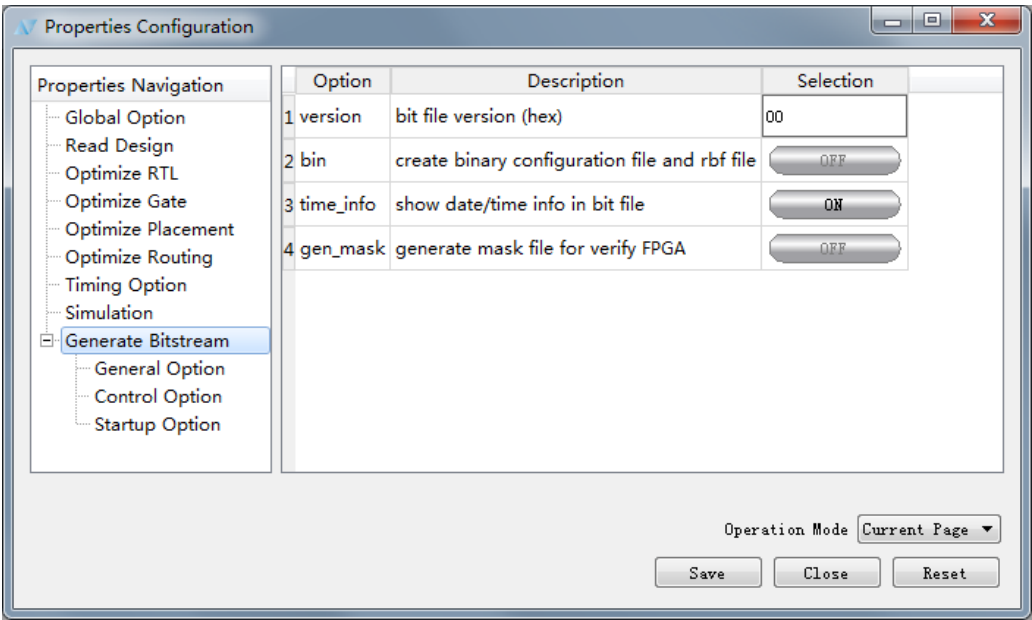 Properties Configuration
Properties Navigation
Global Option
Read Design
Optimize RTL
Optimize Gate
Optimize Placement
Optimize Routing
Timing Option
Simulation
Generate Bitstream
General Option
Control Option
Startup Option
Option Description Selection
1 version bit file version (hex) 00
2 bin create binary configuration file and rbf file OFF
3 time_info show date/time info in bit file ON
4 gen_mask generate mask file for verify FPGA OFF
Operation Mode Current Page
Save Close Reset